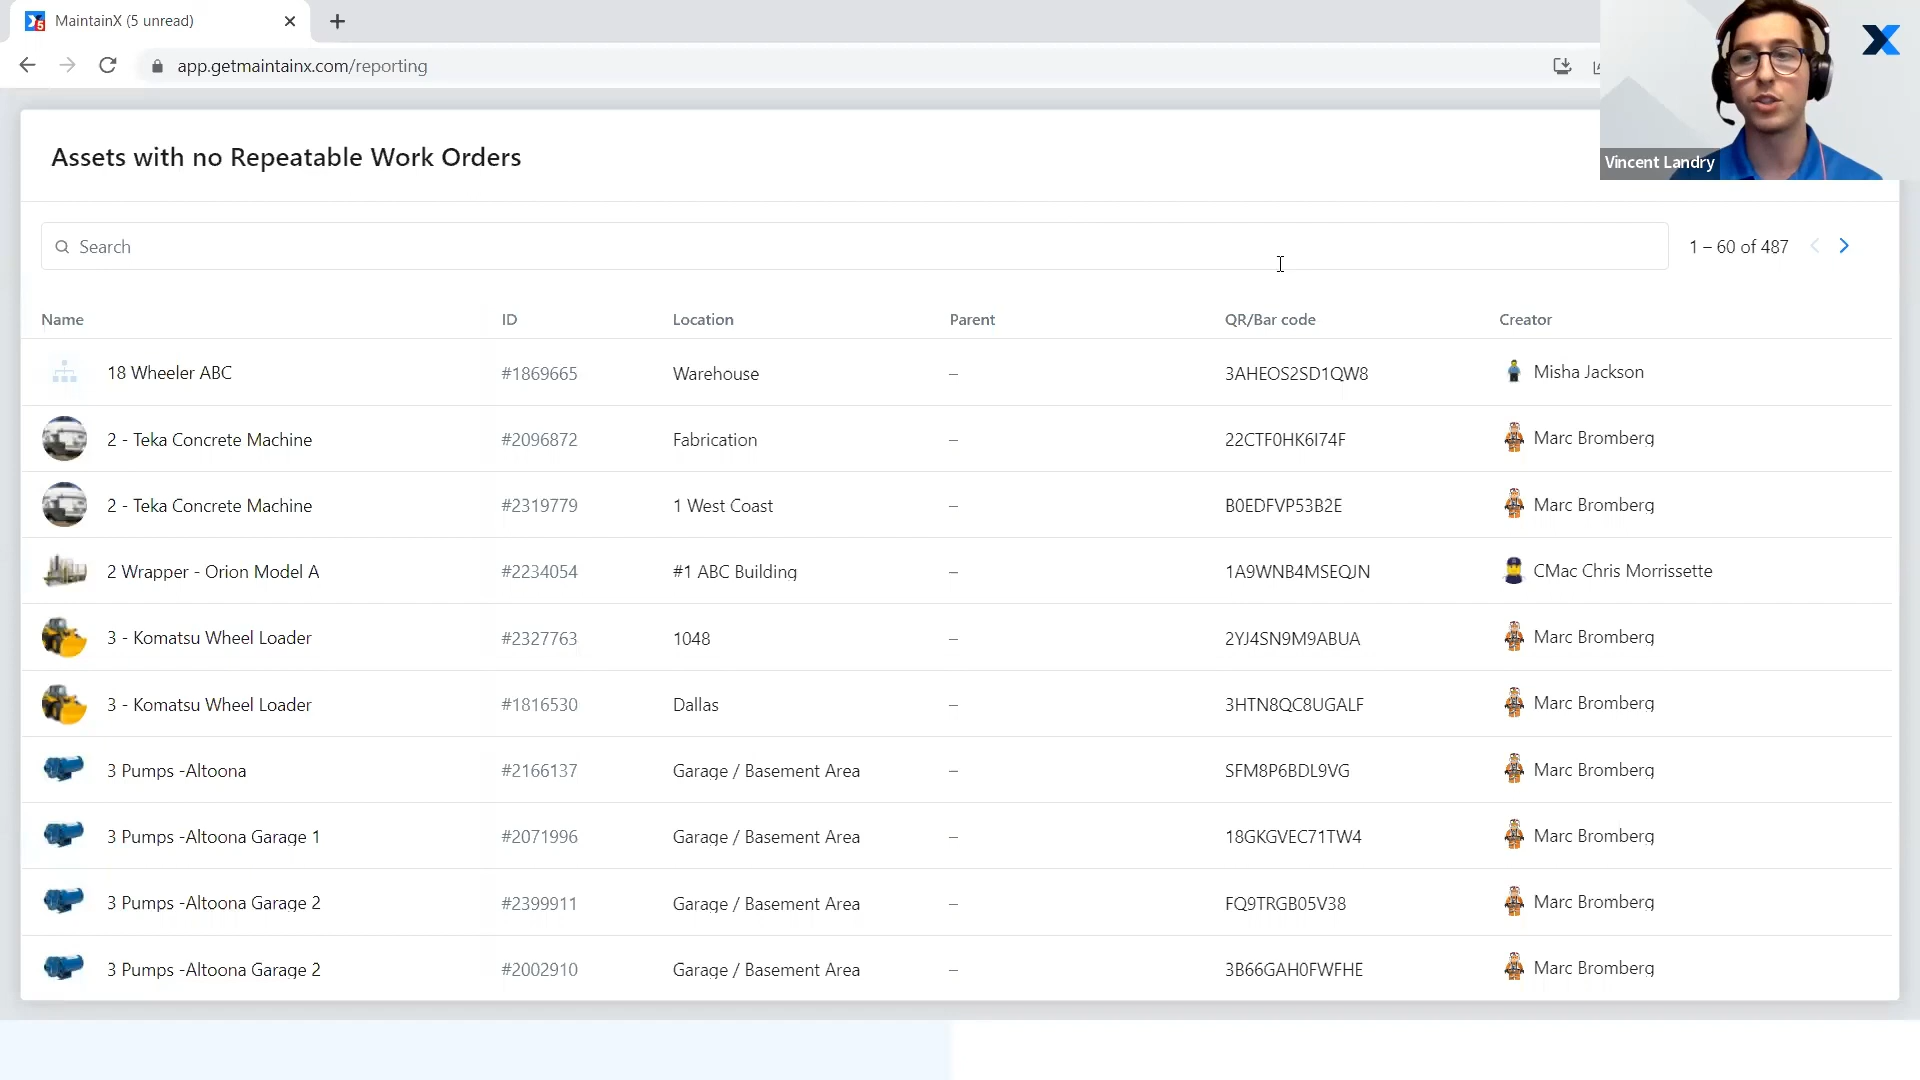 MaintainX (5 unread)
app.getmaintainx.com/reporting
Vincent Landry
Assets with no Repeatable Work Orders
Search
1 – 60 of 487
Name ID Location Parent QR/Bar code Creator
18 Wheeler ABC #1869665 Warehouse – 3AHEOS2SD1QW8 Misha Jackson
2 - Teka Concrete Machine #2096872 Fabrication – 22CTF0HK6I74F Marc Bromberg
2 - Teka Concrete Machine #2319779 1 West Coast – B0EDFVP53B2E Marc Bromberg
2 Wrapper - Orion Model A #2234054 #1 ABC Building – 1A9WNB4MSEQJN CMac Chris Morrissette
3 - Komatsu Wheel Loader #2327763 1048 – 2YJ4SN9M9ABUA Marc Bromberg
3 - Komatsu Wheel Loader #1816530 Dallas – 3HTN8QC8UGALF Marc Bromberg
3 Pumps -Altoona #2166137 Garage / Basement Area – SFM8P6BDL9VG Marc Bromberg
3 Pumps -Altoona Garage 1 #2071996 Garage / Basement Area – 18GKGVEC71TW4 Marc Bromberg
3 Pumps -Altoona Garage 2 #2399911 Garage / Basement Area – FQ9TRGB05V38 Marc Bromberg
3 Pumps -Altoona Garage 2 #2002910 Garage / Basement Area – 3B66GAH0FWFHE Marc Bromberg